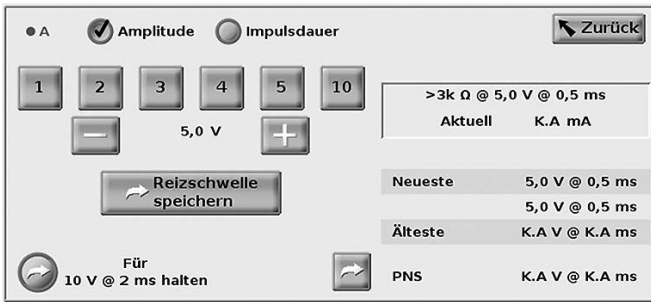 A Amplitude Impulsdauer Zurück
1 2 3 4 5 10
5,0 V
Reizschwelle
speichern
Für
10 V @ 2 ms halten
>3k Ω @ 5,0 V @ 0,5 ms
Aktuell K.A mA
Neueste 5,0 V @ 0,5 ms
5,0 V @ 0,5 ms
Älteste K.A V @ K.A ms
PNS K.A V @ K.A ms